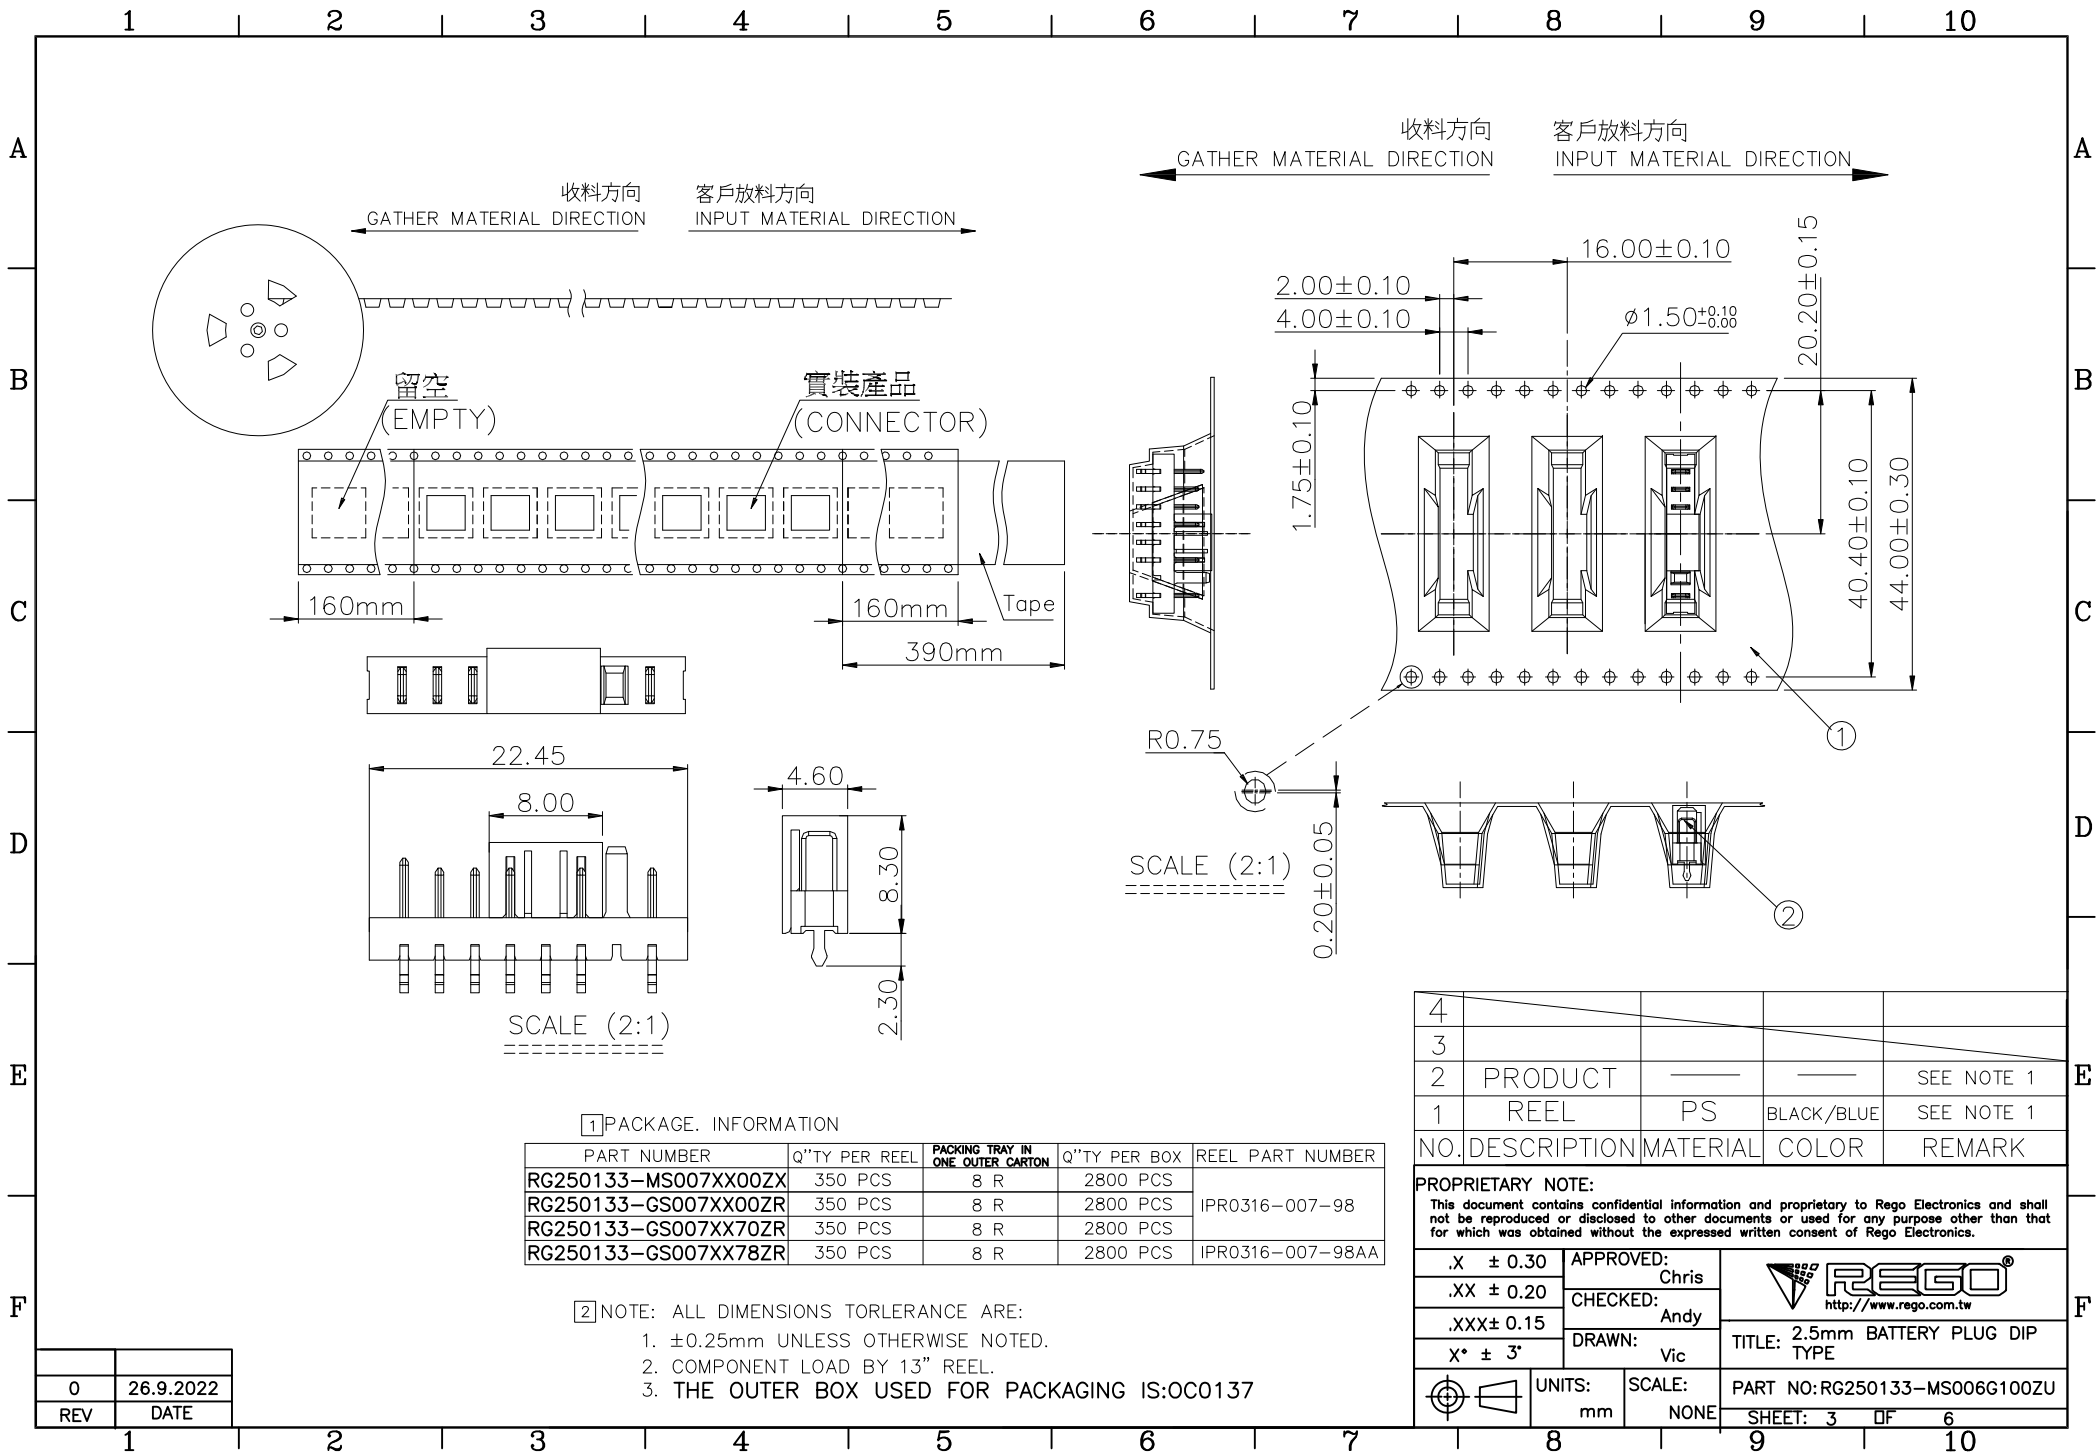 1 2 3 4 5 6 7 8 9 10
A A
B B
C C
D D
E E
F F
收料方向 客戶放料方向
GATHER MATERIAL DIRECTION INPUT MATERIAL DIRECTION
收料方向 客戶放料方向
GATHER MATERIAL DIRECTION INPUT MATERIAL DIRECTION
留空
(EMPTY)
實裝產品
(CONNECTOR)
160mm
160mm
Tape
390mm
16.00±0.10
2.00±0.10
4.00±0.10
ø1.50+0.10 -0.00
20.20±0.15
1.75±0.10
40.40±0.10
44.00±0.30
1
R0.75
0.20±0.05
SCALE (2:1)
2
22.45
8.00
4.60
8.30
2.30
SCALE (2:1)
4
3
2 PRODUCT SEE NOTE 1
1 REEL PS BLACK/BLUE SEE NOTE 1
NO. DESCRIPTION MATERIAL COLOR REMARK
1 PACKAGE. INFORMATION
PART NUMBER Q''TY PER REEL PACKING TRAY IN ONE OUTER CARTON Q''TY PER BOX REEL PART NUMBER
RG250133-MS007XX00ZX 350 PCS 8 R 2800 PCS
RG250133-GS007XX00ZR 350 PCS 8 R 2800 PCS IPR0316-007-98
RG250133-GS007XX70ZR 350 PCS 8 R 2800 PCS
RG250133-GS007XX78ZR 350 PCS 8 R 2800 PCS IPR0316-007-98AA
2 NOTE: ALL DIMENSIONS TORLERANCE ARE:
1. ±0.25mm UNLESS OTHERWISE NOTED.
2. COMPONENT LOAD BY 13" REEL.
3. THE OUTER BOX USED FOR PACKAGING IS:OC0137
PROPRIETARY NOTE:
This document contains confidential information and proprietary to Rego Electronics and shall
not be reproduced or disclosed to other documents or used for any purpose other than that
for which was obtained without the expressed written consent of Rego Electronics.
.X ± 0.30
.XX ± 0.20
.XXX± 0.15
X° ± 3°
APPROVED: Chris
CHECKED: Andy
DRAWN: Vic
REGO®
http://www.rego.com.tw
TITLE: 2.5mm BATTERY PLUG DIP
TYPE
UNITS: mm
SCALE: NONE
PART NO:RG250133-MS006G100ZU
SHEET: 3 OF 6
0 26.9.2022
REV DATE
1 2 3 4 5 6 7 8 9 10